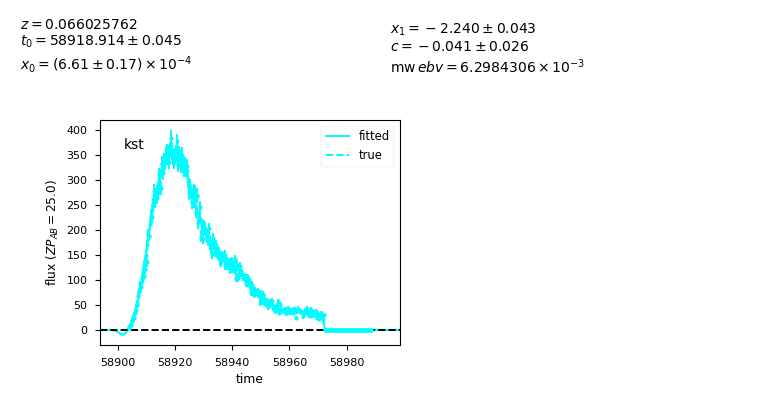 z = 0.066025762
t₀ = 58918.914 ± 0.045
x₀ = (6.61 ± 0.17) × 10⁻⁴
x₁ = −2.240 ± 0.043
c = −0.041 ± 0.026
mw ebv = 6.2984306 × 10⁻³
kst
fitted
true
flux (ZP_AB = 25.0)
400
350
300
250
200
150
100
50
0
58900 58920 58940 58960 58980
time